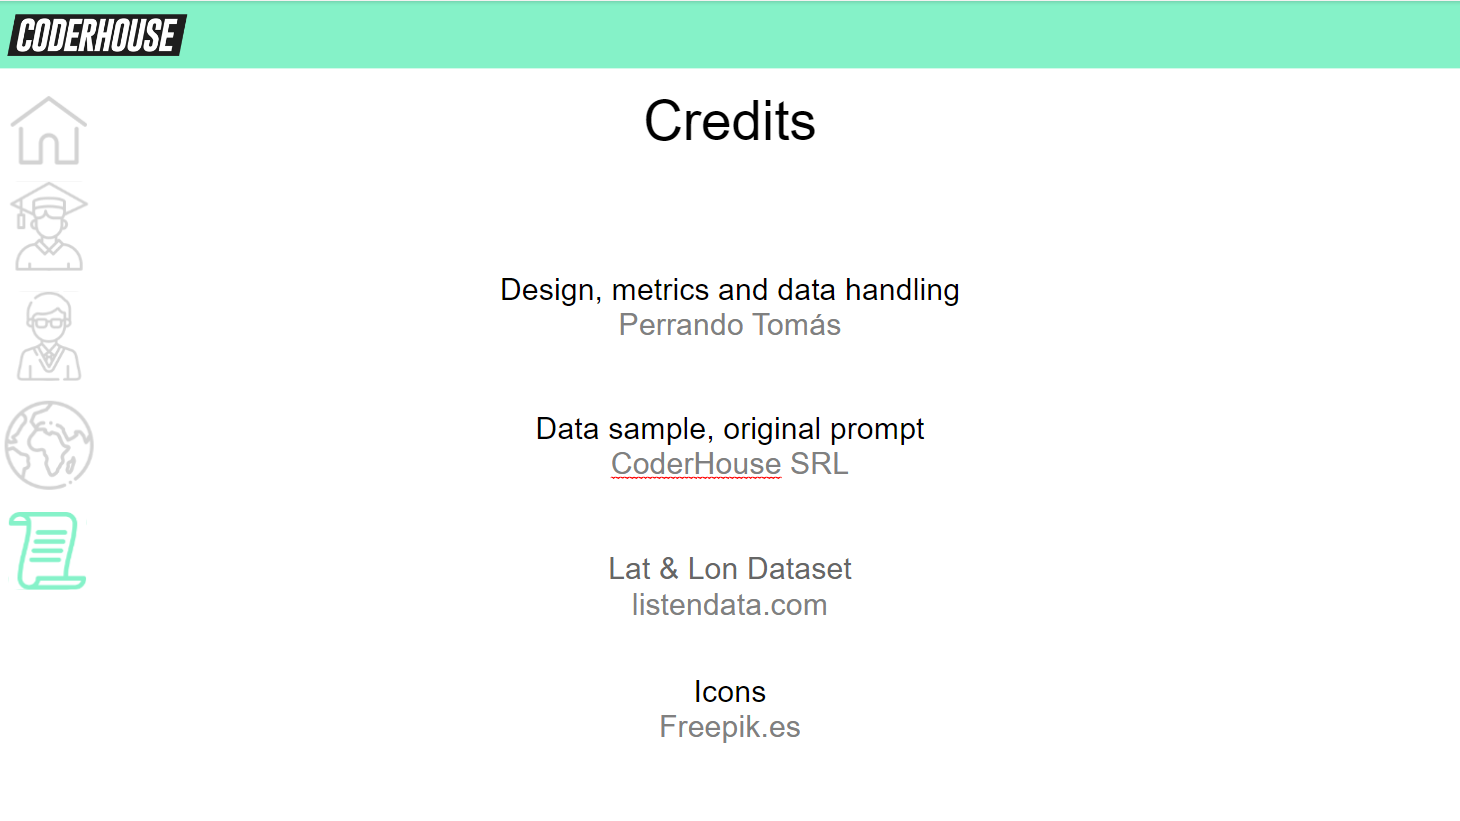 CODERHOUSE
Credits
Design, metrics and data handling
Perrando Tomás
Data sample, original prompt
CoderHouse SRL
Lat & Lon Dataset
listendata.com
Icons
Freepik.es